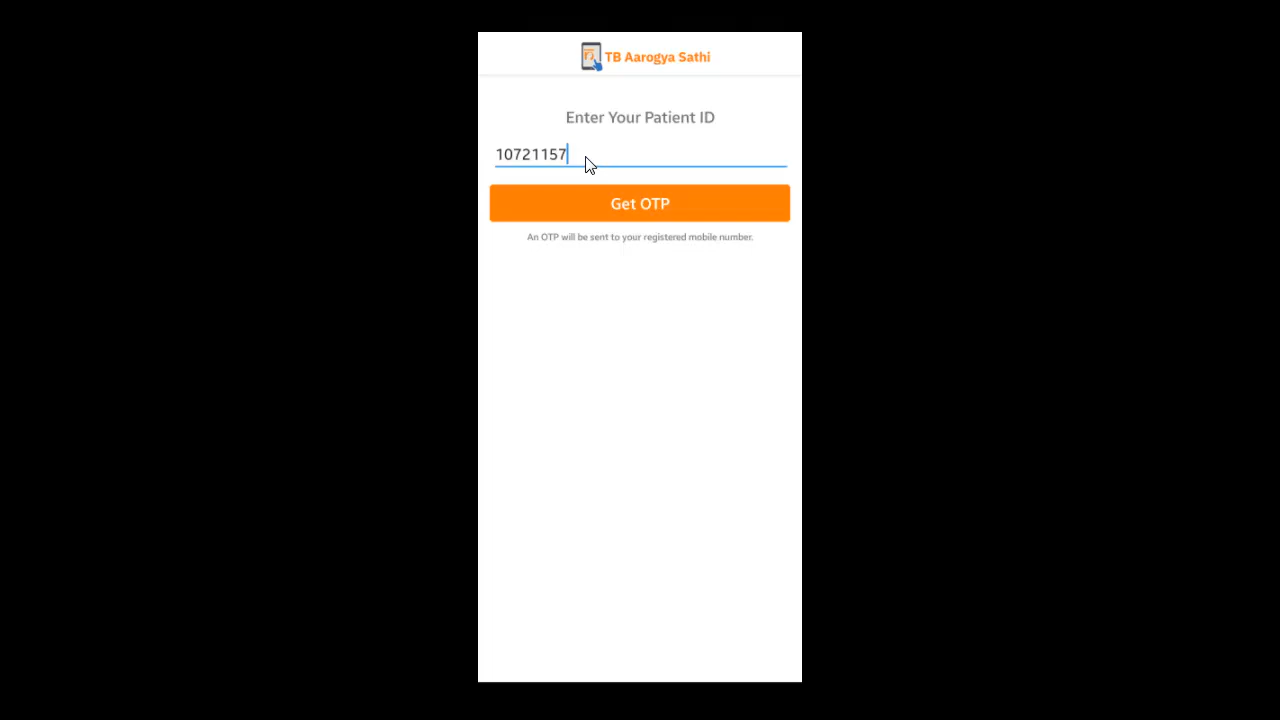 TB Aarogya Sathi
Enter Your Patient ID
10721157
Get OTP
An OTP will be sent to your registered mobile number.